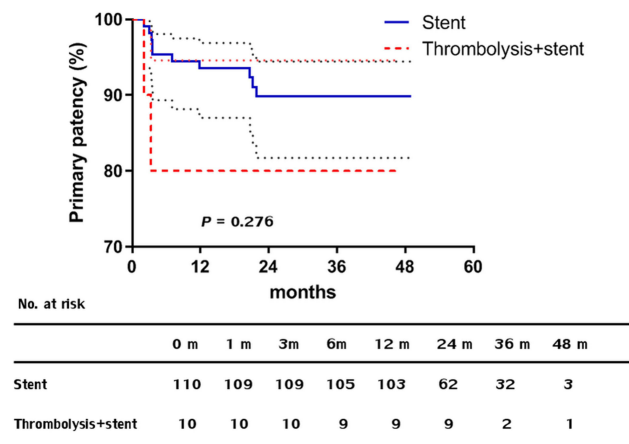 100
90
80
70
Primary patency (%)
Stent
Thrombolysis+stent
P = 0.276
0 12 24 36 48 60
months
No. at risk
0 m 1 m 3m 6m 12 m 24 m 36 m 48 m
Stent 110 109 109 105 103 62 32 3
Thrombolysis+stent 10 10 10 9 9 9 2 1